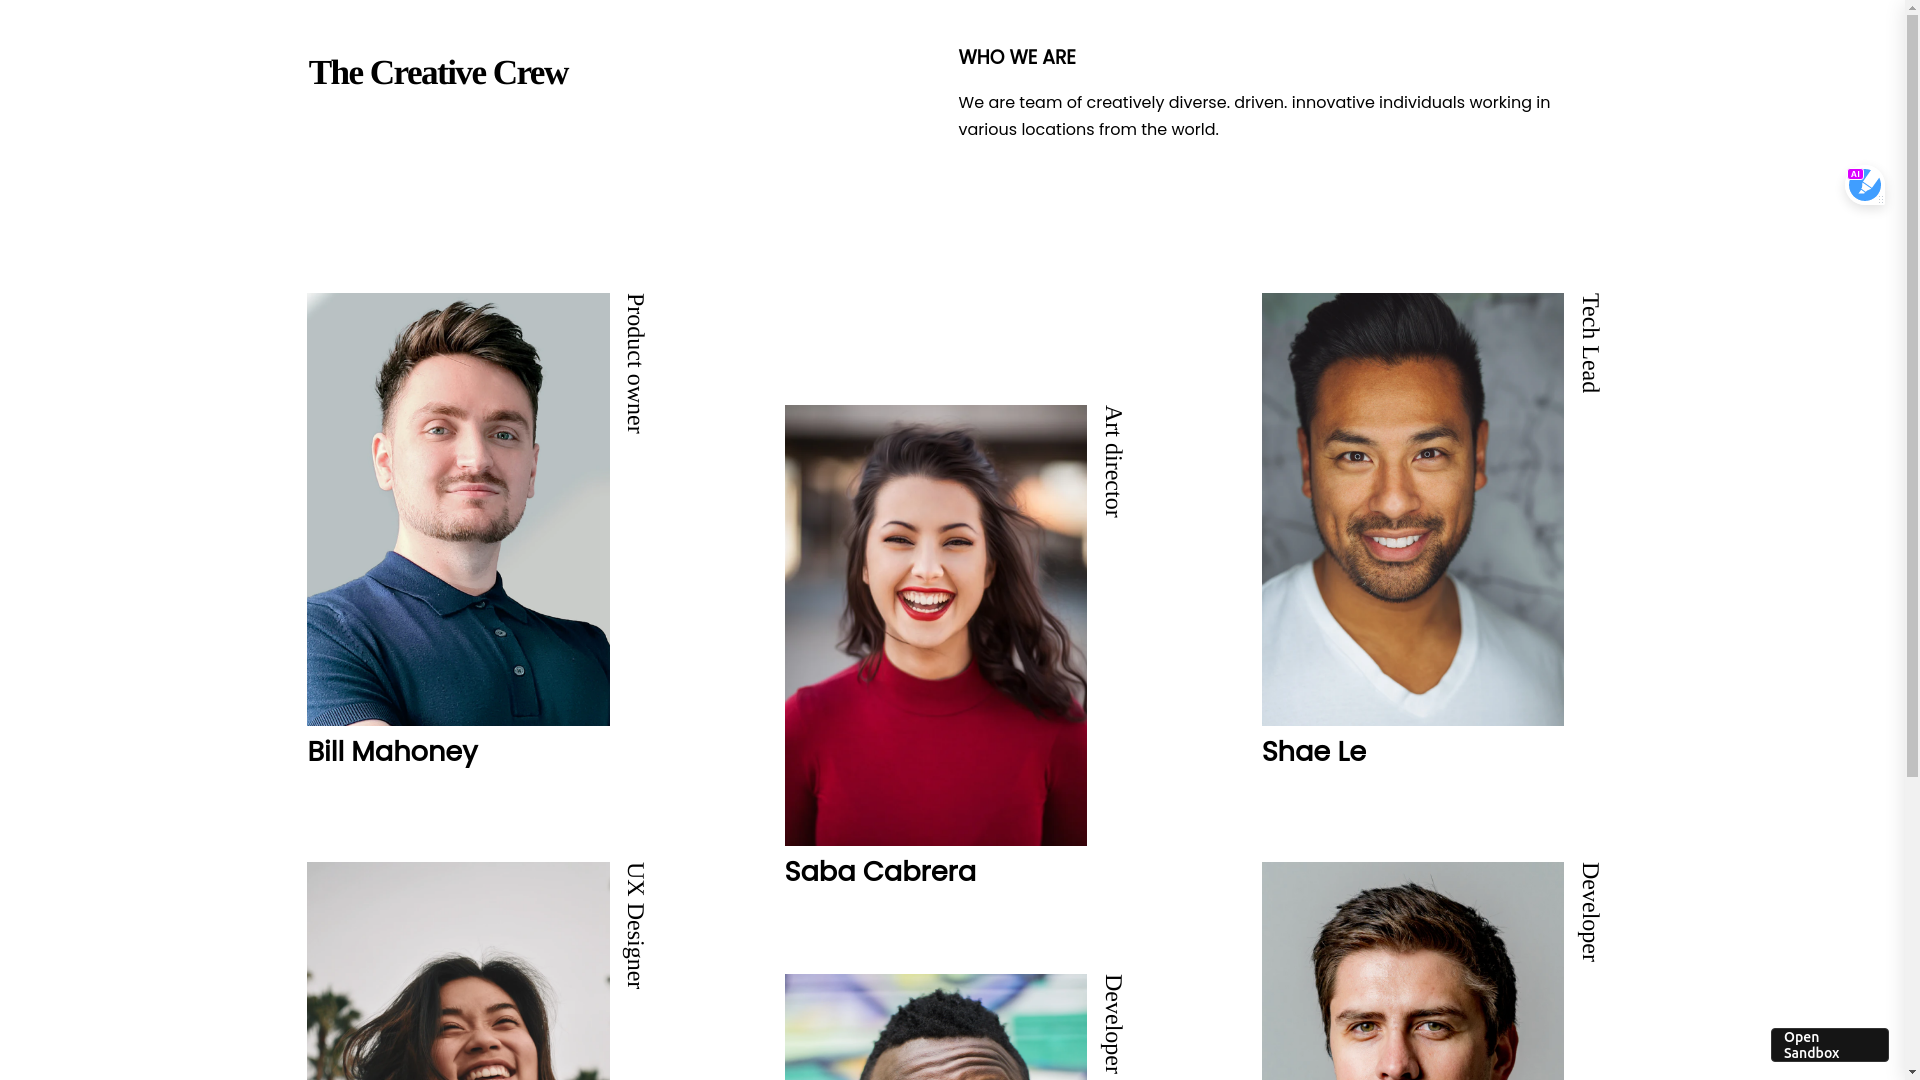 The Creative Crew
WHO WE ARE
We are team of creatively diverse. driven. innovative individuals working in
various locations from the world.
AI
Product owner
Bill Mahoney
Art director
Saba Cabrera
Tech Lead
Shae Le
UX Designer
Developer
Developer
Open
Sandbox